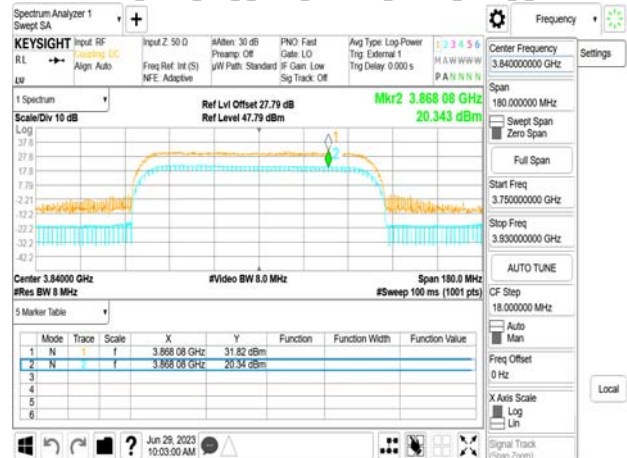 Spectrum Analyzer 1
Swept SA
Frequency
KEYSIGHT
Input: RF
Coupling: DC
Align: Auto
Input Z: 50 Ω
Freq Ref: Int (S)
NFE: Adaptive
#Atten: 30 dB
Preamp: Off
µW Path: Standard
PNO: Fast
Gate: LO
IF Gain: Low
Sig Track: Off
Avg Type: Log-Power
Trig: External 1
Trig Delay: 0.000 s
1 2 3 4 5 6
M A W W W W
P A N N N N
RL
1 Spectrum
Scale/Div 10 dB
Log
Ref Lvl Offset 27.79 dB
Ref Level 47.79 dBm
Mkr2 3.868 08 GHz
20.343 dBm
37.8
27.8
17.8
7.79
-2.21
-12.2
-22.2
-32.2
-42.2
1
2
Center 3.84000 GHz
#Res BW 8 MHz
#Video BW 8.0 MHz
Span 180.0 MHz
#Sweep 100 ms (1001 pts)
5 Marker Table
Mode Trace Scale X Y Function Function Width Function Value
1 N 1 f 3.868 08 GHz 31.82 dBm
2 N 2 f 3.868 08 GHz 20.34 dBm
3
4
5
6
Jun 29, 2023
10:03:00 AM
Center Frequency
3.840000000 GHz
Settings
Span
180.000000 MHz
Swept Span
Zero Span
Full Span
Start Freq
3.750000000 GHz
Stop Freq
3.930000000 GHz
AUTO TUNE
CF Step
18.000000 MHz
Auto
Man
Freq Offset
0 Hz
X Axis Scale
Log
Lin
Local
Signal Track
(Span Zoom)